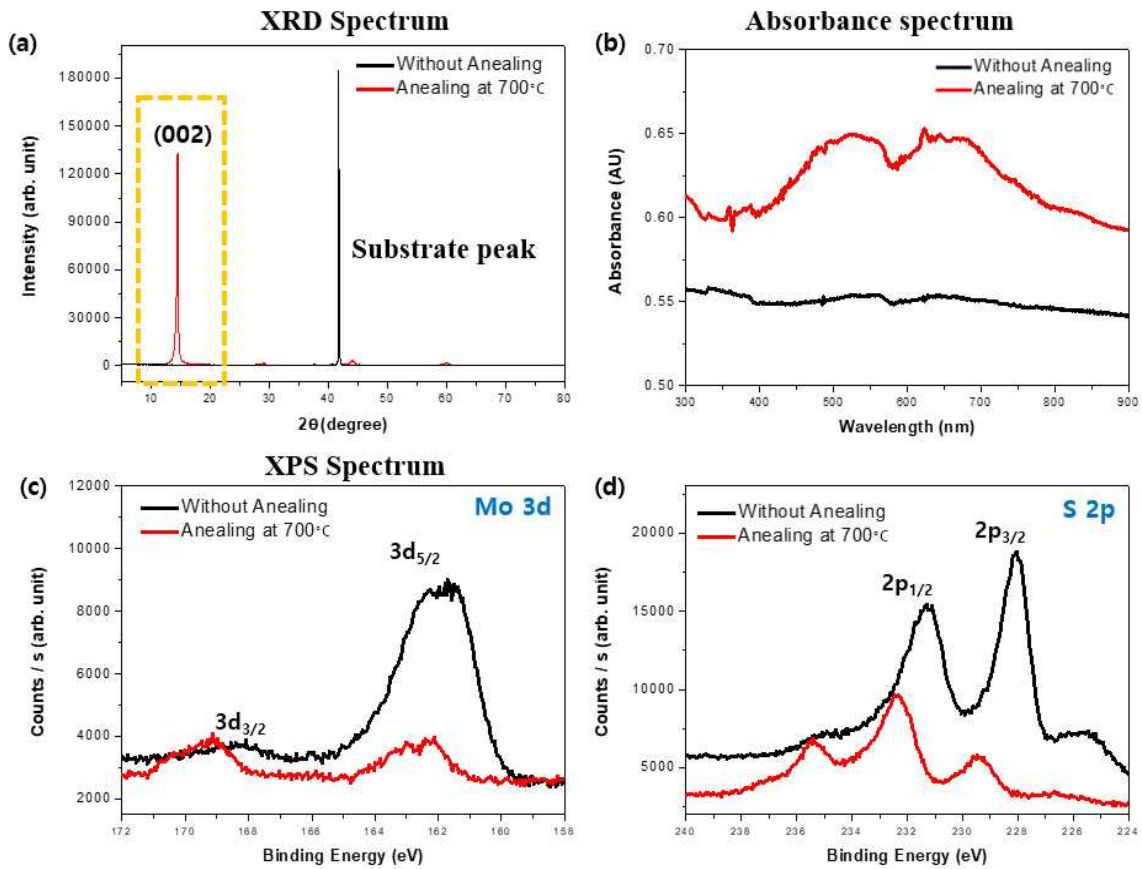 XRD Spectrum
(a)
Without Anealing
Anealing at 700°C
(002)
Substrate peak
Intensity (arb. unit)
180000
150000
120000
90000
60000
30000
0
10 20 30 40 50 60 70 80
2θ(degree)
Absorbance spectrum
(b)
Without Anealing
Anealing at 700°C
Absorbance (AU)
0.70
0.65
0.60
0.55
0.50
300 400 500 600 700 800 900
Wavelength (nm)
XPS Spectrum
(c)
Without Anealing
Anealing at 700°C
Mo 3d
3d5/2
3d3/2
Counts / s (arb. unit)
12000
10000
8000
6000
4000
2000
172 170 168 166 164 162 160 158
Binding Energy (eV)
(d)
Without Anealing
Anealing at 700°C
S 2p
2p3/2
2p1/2
Counts / s (arb. unit)
20000
15000
10000
5000
240 238 236 234 232 230 228 226 224
Binding Energy (eV)